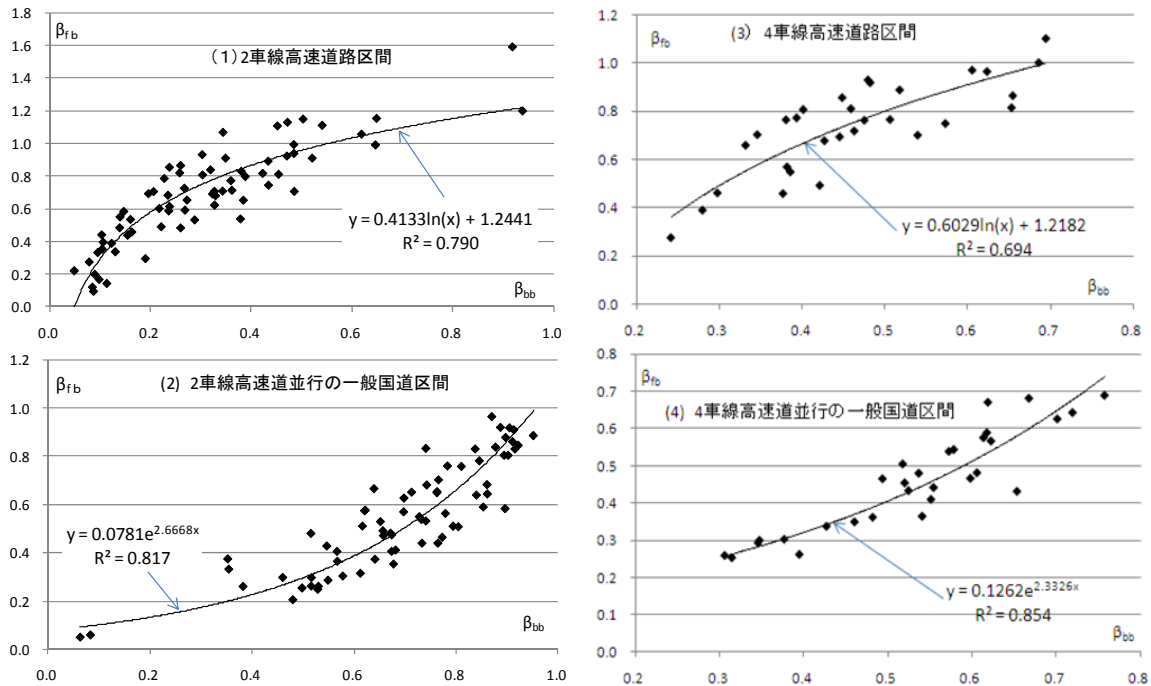 1.8
1.6
1.4
1.2
1.0
0.8
0.6
0.4
0.2
0.0
βfb
(1)2車線高速道路区間
y = 0.4133ln(x) + 1.2441
R² = 0.790
βbb
0.0 0.2 0.4 0.6 0.8 1.0
1.2
1.0
0.8
0.6
0.4
0.2
0.0
βfb
(3) 4車線高速道路区間
y = 0.6029ln(x) + 1.2182
R² = 0.694
βbb
0.2 0.3 0.4 0.5 0.6 0.7 0.8
1.2
1.0
0.8
0.6
0.4
0.2
0.0
βfb
(2) 2車線高速道並行の一般国道区間
y = 0.0781e^2.6668x
R² = 0.817
βbb
0.0 0.2 0.4 0.6 0.8 1.0
0.8
0.7
0.6
0.5
0.4
0.3
0.2
0.1
0.0
βfb
(4) 4車線高速道並行の一般国道区間
y = 0.1262e^2.3326x
R² = 0.854
βbb
0.2 0.3 0.4 0.5 0.6 0.7 0.8